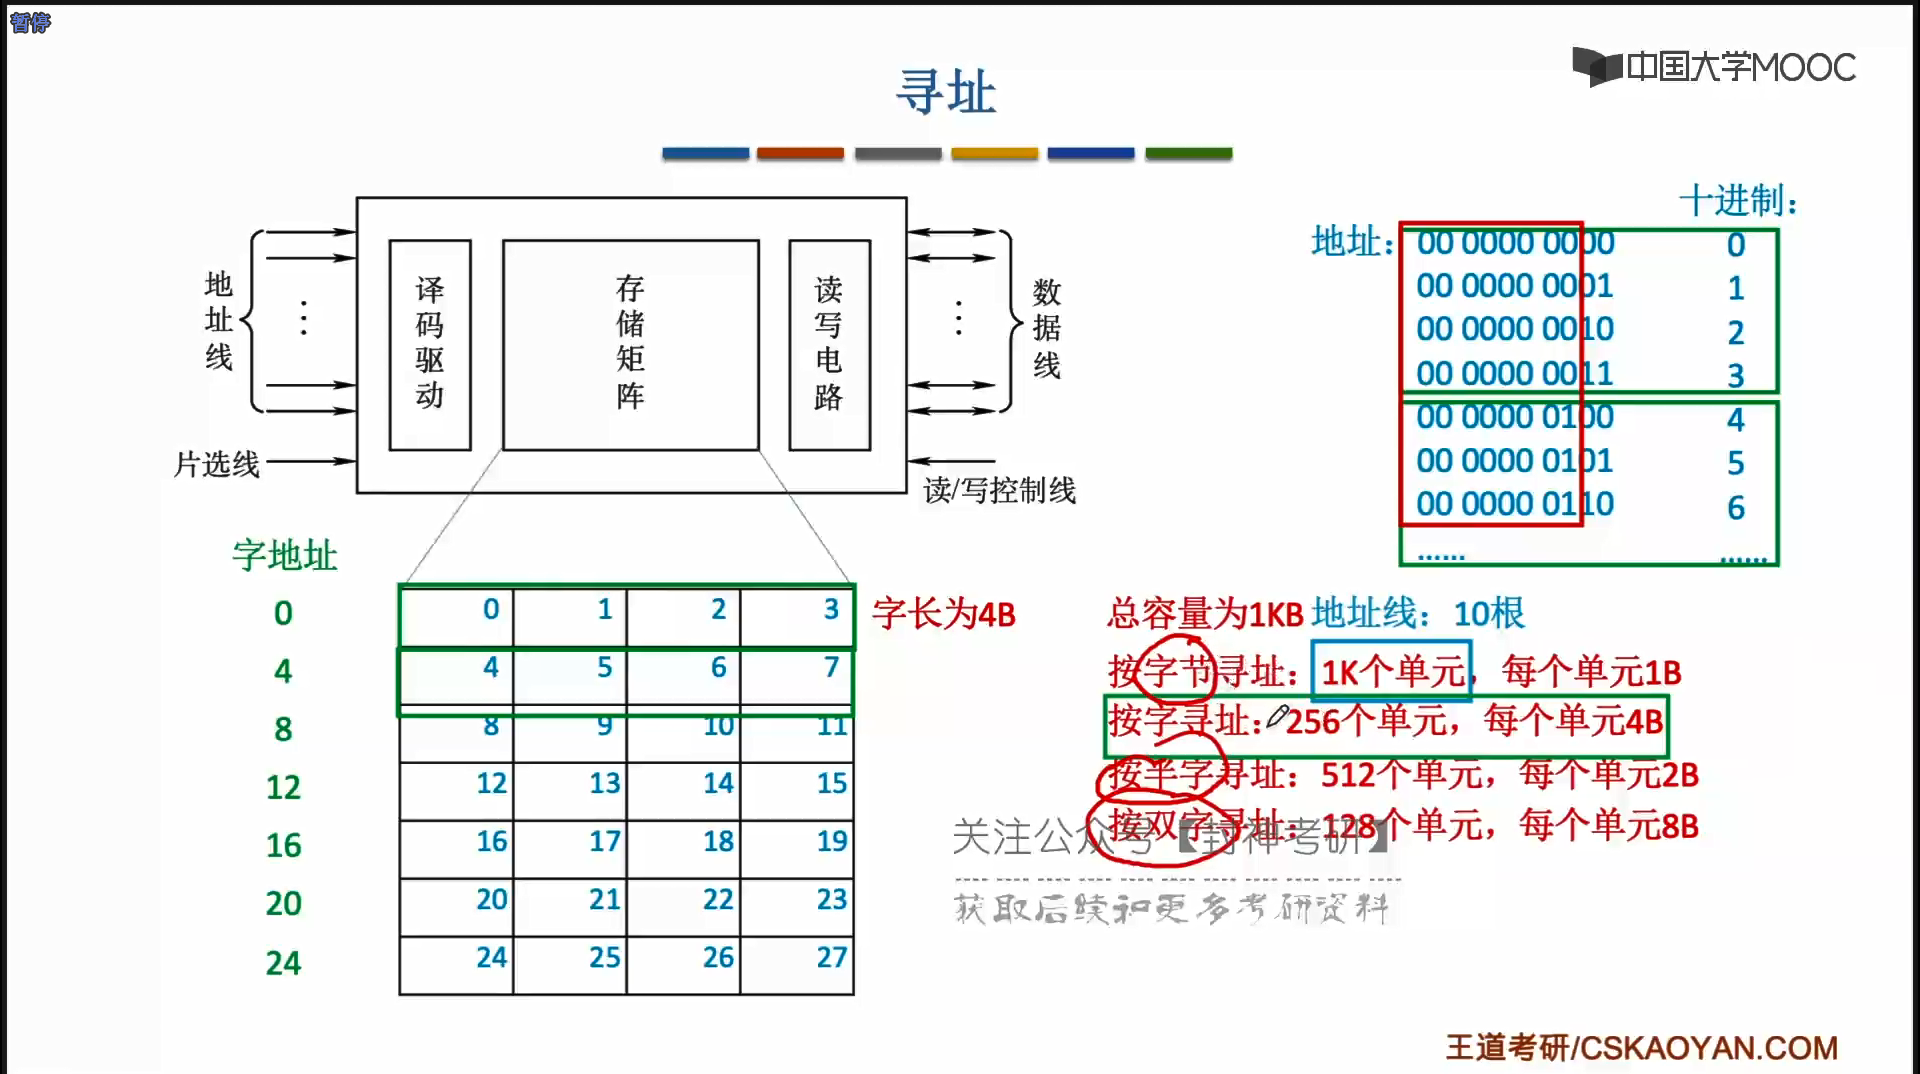 暂停
中国大学MOOC
寻址
十进制：
地址：
00 0000 0000 0
00 0000 0001 1
00 0000 0010 2
00 0000 0011 3
00 0000 0100 4
00 0000 0101 5
00 0000 0110 6
...... ......
地址线
⋮
译码驱动
存储矩阵
读写电路
⋮
数据线
片选线
读/写控制线
字地址
0 0 1 2 3 字长为4B
4 4 5 6 7
8 8 9 10 11
12 12 13 14 15
16 16 17 18 19
20 20 21 22 23
24 24 25 26 27
总容量为1KB 地址线：10根
按字节寻址：1K个单元，每个单元1B
按字寻址：256个单元，每个单元4B
按半字寻址：512个单元，每个单元2B
按双字寻址：128个单元，每个单元8B
关注公众号【封神考研】
获取后续和更多考研资料
王道考研/CSKAOYAN.COM